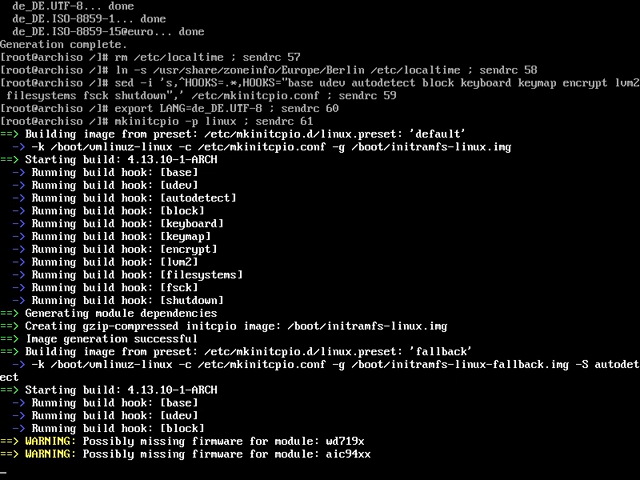 de_DE.UTF-8... done
de_DE.ISO-8859-1... done
de_DE.ISO-8859-15@euro... done
Generation complete.
[root@archiso /]# rm /etc/localtime ; sendrc 57
[root@archiso /]# ln -s /usr/share/zoneinfo/Europe/Berlin /etc/localtime ; sendrc 58
[root@archiso /]# sed -i 's,^HOOKS=.*,HOOKS="base udev autodetect block keyboard keymap encrypt lvm2
filesystems fsck shutdown",' /etc/mkinitcpio.conf ; sendrc 59
[root@archiso /]# export LANG=de_DE.UTF-8 ; sendrc 60
[root@archiso /]# mkinitcpio -p linux ; sendrc 61
==> Building image from preset: /etc/mkinitcpio.d/linux.preset: 'default'
-> -k /boot/vmlinuz-linux -c /etc/mkinitcpio.conf -g /boot/initramfs-linux.img
==> Starting build: 4.13.10-1-ARCH
-> Running build hook: [base]
-> Running build hook: [udev]
-> Running build hook: [autodetect]
-> Running build hook: [block]
-> Running build hook: [keyboard]
-> Running build hook: [keymap]
-> Running build hook: [encrypt]
-> Running build hook: [lvm2]
-> Running build hook: [filesystems]
-> Running build hook: [fsck]
-> Running build hook: [shutdown]
==> Generating module dependencies
==> Creating gzip-compressed initcpio image: /boot/initramfs-linux.img
==> Image generation successful
==> Building image from preset: /etc/mkinitcpio.d/linux.preset: 'fallback'
-> -k /boot/vmlinuz-linux -c /etc/mkinitcpio.conf -g /boot/initramfs-linux-fallback.img -S autodet
ect
==> Starting build: 4.13.10-1-ARCH
-> Running build hook: [base]
-> Running build hook: [udev]
-> Running build hook: [block]
==> WARNING: Possibly missing firmware for module: wd719x
==> WARNING: Possibly missing firmware for module: aic94xx